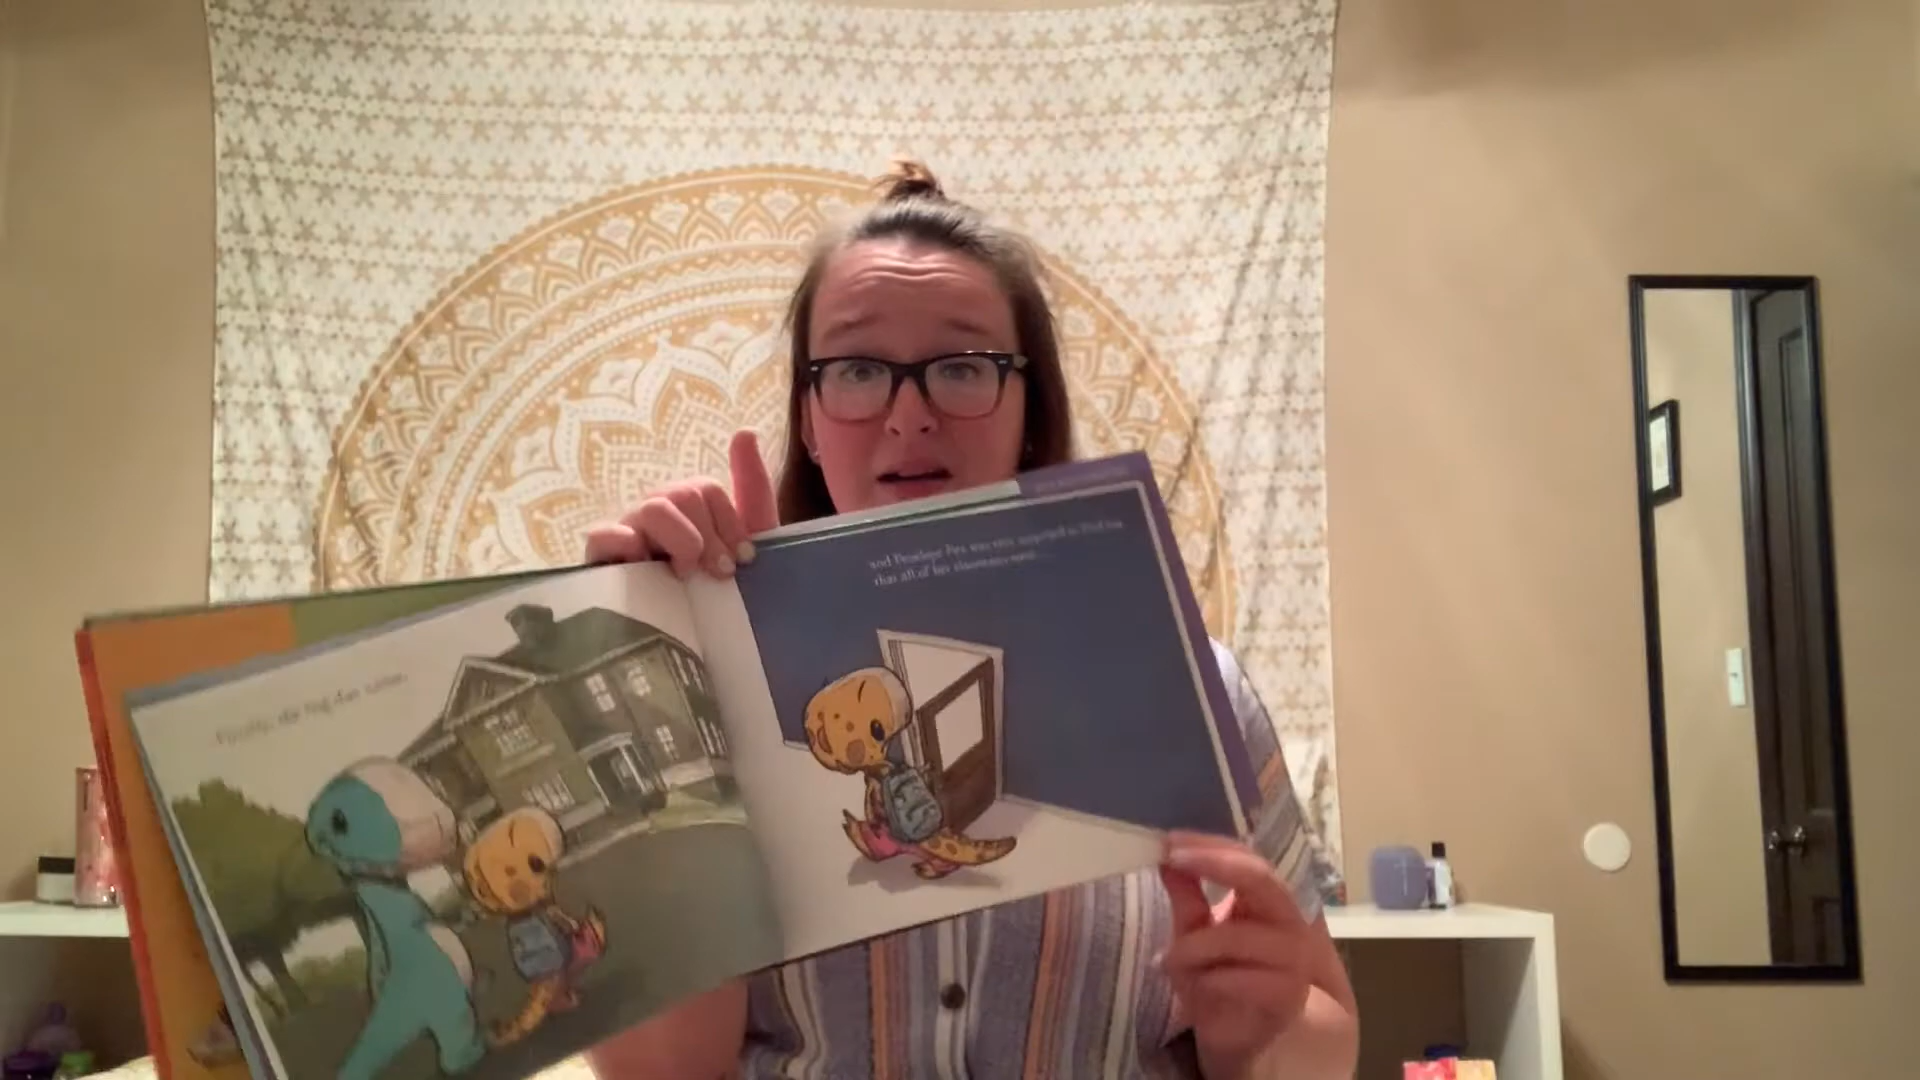 Finally, the big day came,
and Penelope Rex was very surprised to find out
that all of her classmates were